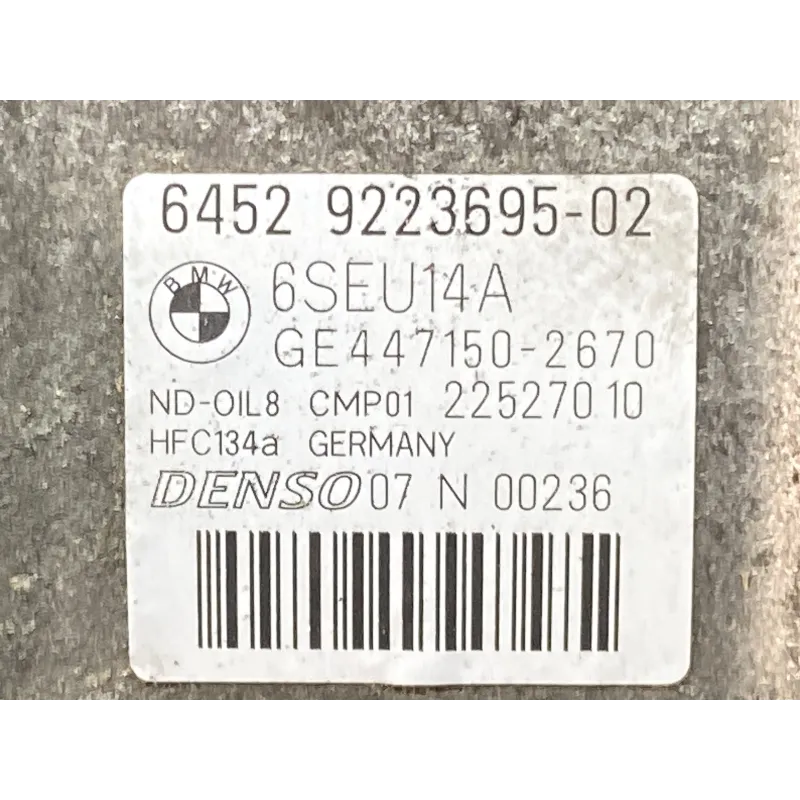 6452 9223695-02
BMW
6SEU14A
GE447150-2670
ND-OIL8 CMP01 22527010
HFC134a GERMANY
DENSO 07 N 00236